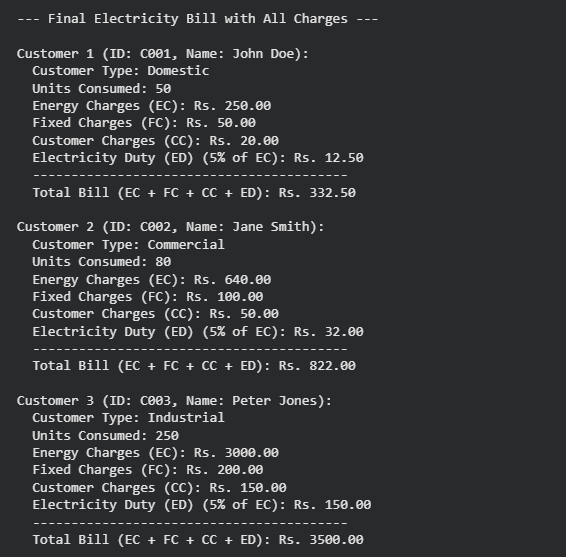 --- Final Electricity Bill with All Charges ---
Customer 1 (ID: C001, Name: John Doe):
Customer Type: Domestic
Units Consumed: 50
Energy Charges (EC): Rs. 250.00
Fixed Charges (FC): Rs. 50.00
Customer Charges (CC): Rs. 20.00
Electricity Duty (ED) (5% of EC): Rs. 12.50
-----------------------------------------
Total Bill (EC + FC + CC + ED): Rs. 332.50
Customer 2 (ID: C002, Name: Jane Smith):
Customer Type: Commercial
Units Consumed: 80
Energy Charges (EC): Rs. 640.00
Fixed Charges (FC): Rs. 100.00
Customer Charges (CC): Rs. 50.00
Electricity Duty (ED) (5% of EC): Rs. 32.00
-----------------------------------------
Total Bill (EC + FC + CC + ED): Rs. 822.00
Customer 3 (ID: C003, Name: Peter Jones):
Customer Type: Industrial
Units Consumed: 250
Energy Charges (EC): Rs. 3000.00
Fixed Charges (FC): Rs. 200.00
Customer Charges (CC): Rs. 150.00
Electricity Duty (ED) (5% of EC): Rs. 150.00
-----------------------------------------
Total Bill (EC + FC + CC + ED): Rs. 3500.00